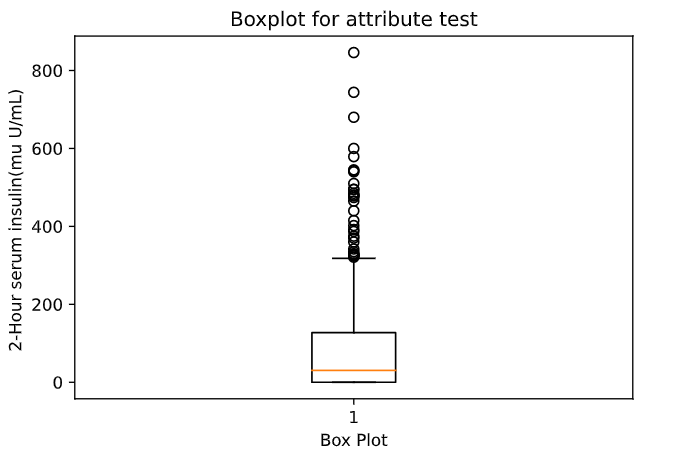 Boxplot for attribute test
2-Hour serum insulin(mu U/mL)
800
600
400
200
0
1
Box Plot